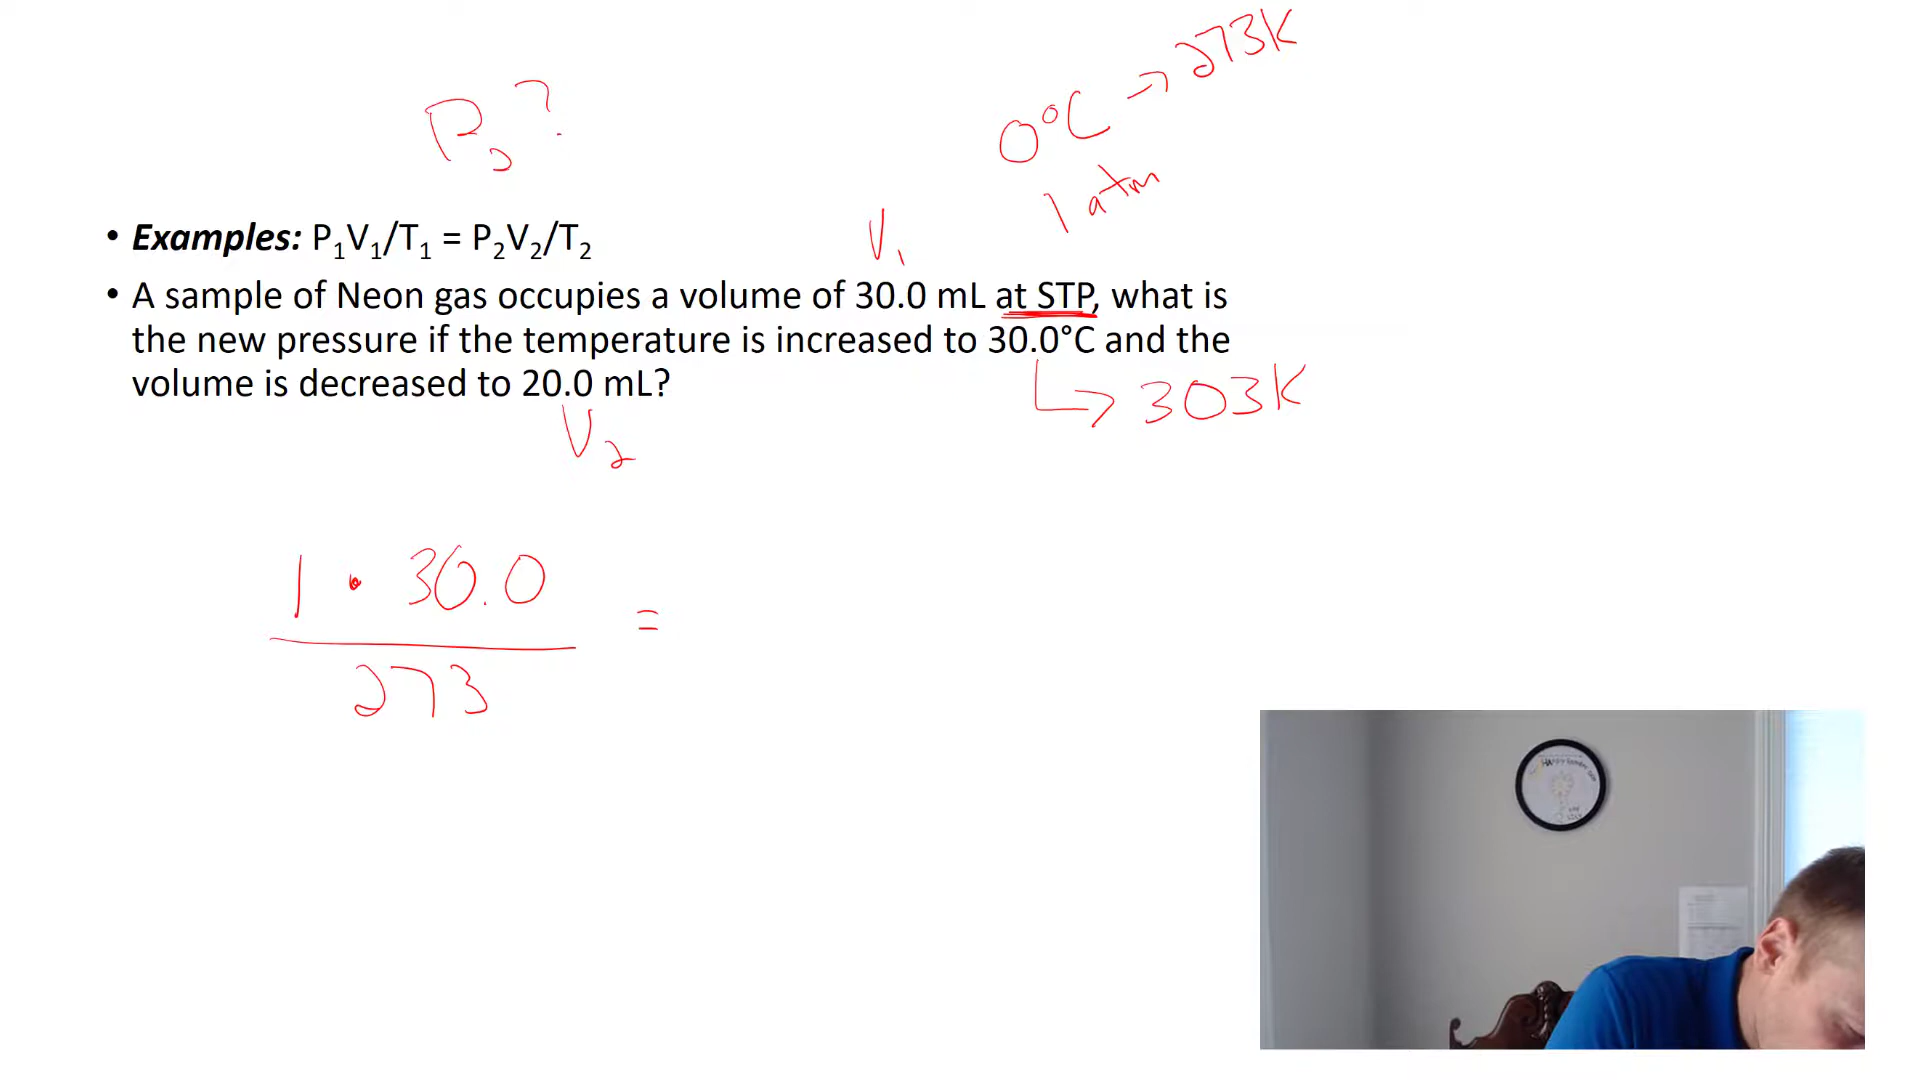 P₂?
0°C → 273K
1 atm
• Examples: P₁V₁/T₁ = P₂V₂/T₂
V₁
• A sample of Neon gas occupies a volume of 30.0 mL at STP, what is
the new pressure if the temperature is increased to 30.0°C and the
volume is decreased to 20.0 mL?
↳ 303K
V₂
1 · 30.0
=
273